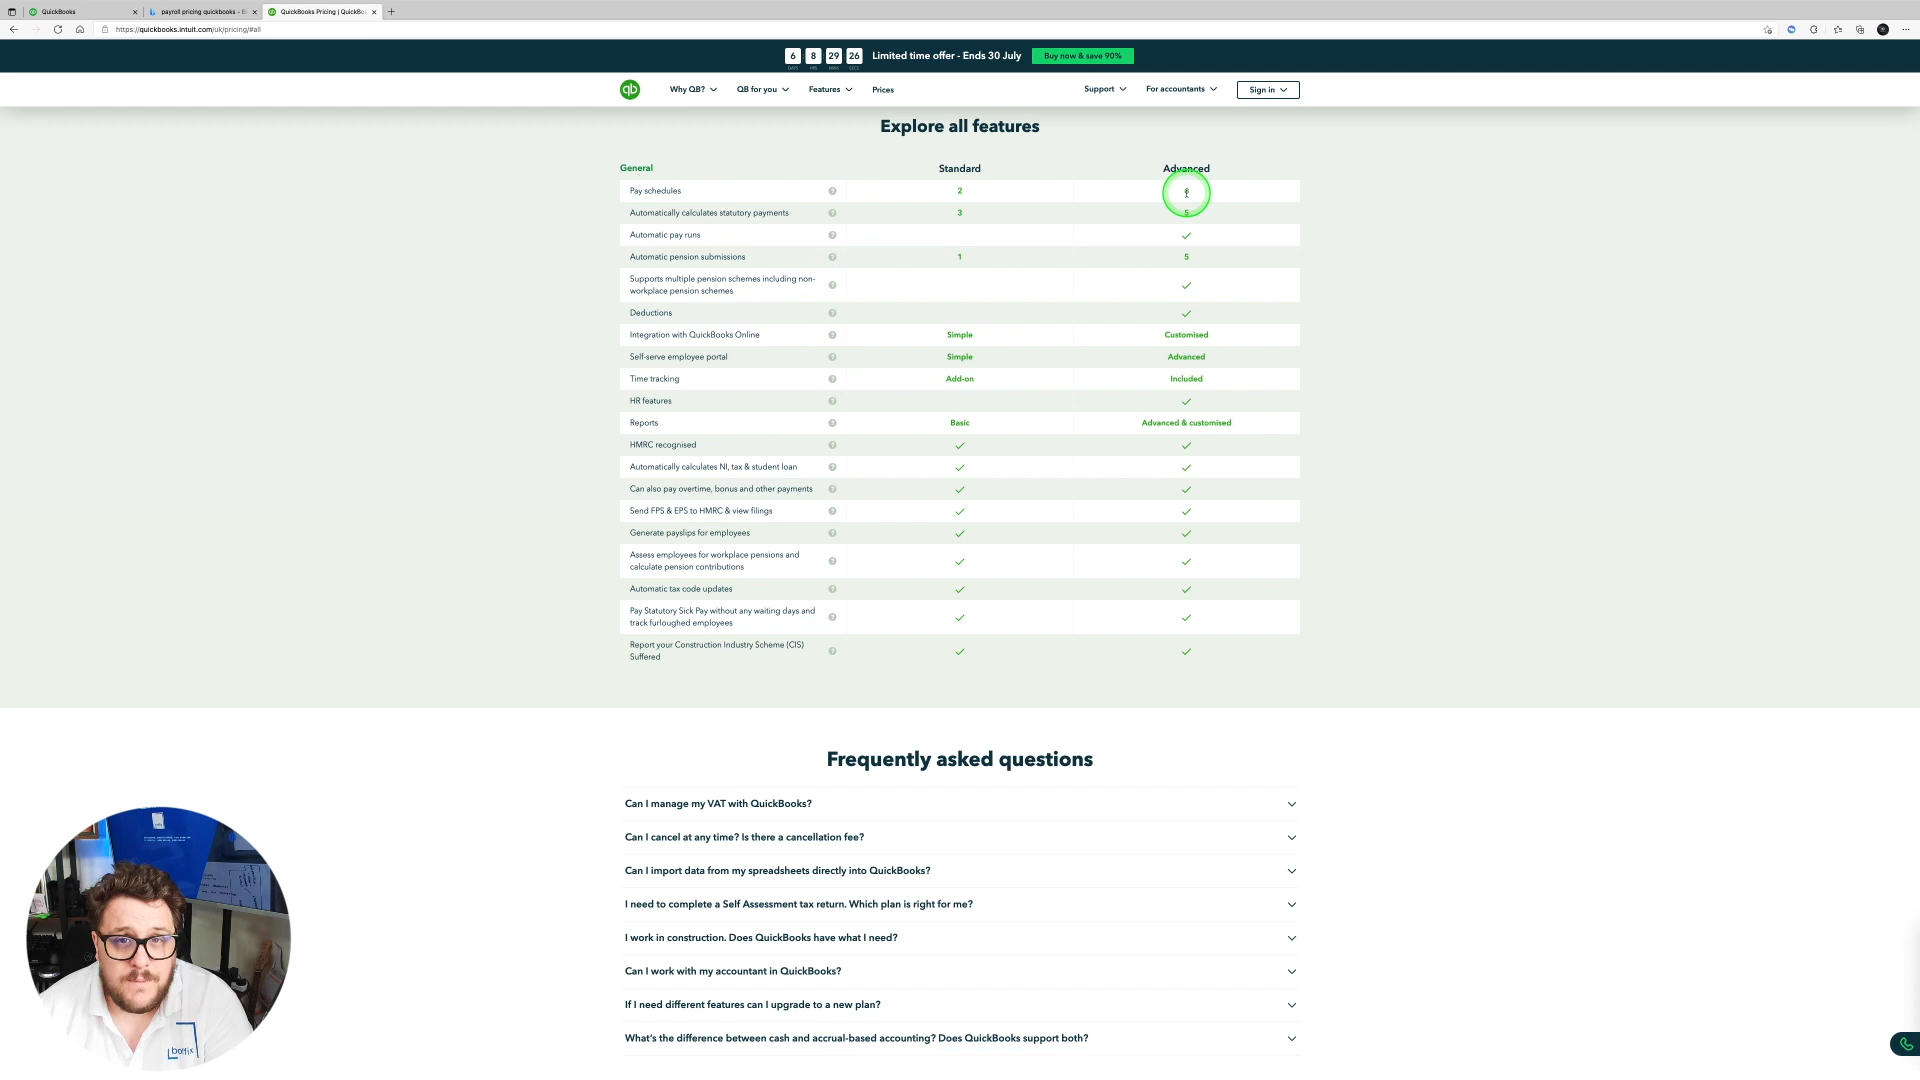 QuickBooks
payroll pricing quickbooks - B
QuickBooks Pricing | QuickBo
https://quickbooks.intuit.com/uk/pricing/#all
6 8 29 26
DAYS HRS MINS SECS
Limited time offer - Ends 30 July
Buy now & save 90%
qb
Why QB?
QB for you
Features
Prices
Support
For accountants
Sign in
Explore all features
General Standard Advanced
Pay schedules ? 2
Automatically calculates statutory payments ? 3 5
Automatic pay runs ?
Automatic pension submissions ? 1 5
Supports multiple pension schemes including non-
workplace pension schemes ?
Deductions ?
Integration with QuickBooks Online ? Simple Customised
Self-serve employee portal ? Simple Advanced
Time tracking ? Add-on Included
HR features ?
Reports ? Basic Advanced & customised
HMRC recognised ?
Automatically calculates NI, tax & student loan ?
Can also pay overtime, bonus and other payments ?
Send FPS & EPS to HMRC & view filings ?
Generate payslips for employees ?
Assess employees for workplace pensions and
calculate pension contributions ?
Automatic tax code updates ?
Pay Statutory Sick Pay without any waiting days and
track furloughed employees ?
Report your Construction Industry Scheme (CIS)
Suffered ?
Frequently asked questions
Can I manage my VAT with QuickBooks?
Can I cancel at any time? Is there a cancellation fee?
Can I import data from my spreadsheets directly into QuickBooks?
I need to complete a Self Assessment tax return. Which plan is right for me?
I work in construction. Does QuickBooks have what I need?
Can I work with my accountant in QuickBooks?
If I need different features can I upgrade to a new plan?
What's the difference between cash and accrual-based accounting? Does QuickBooks support both?